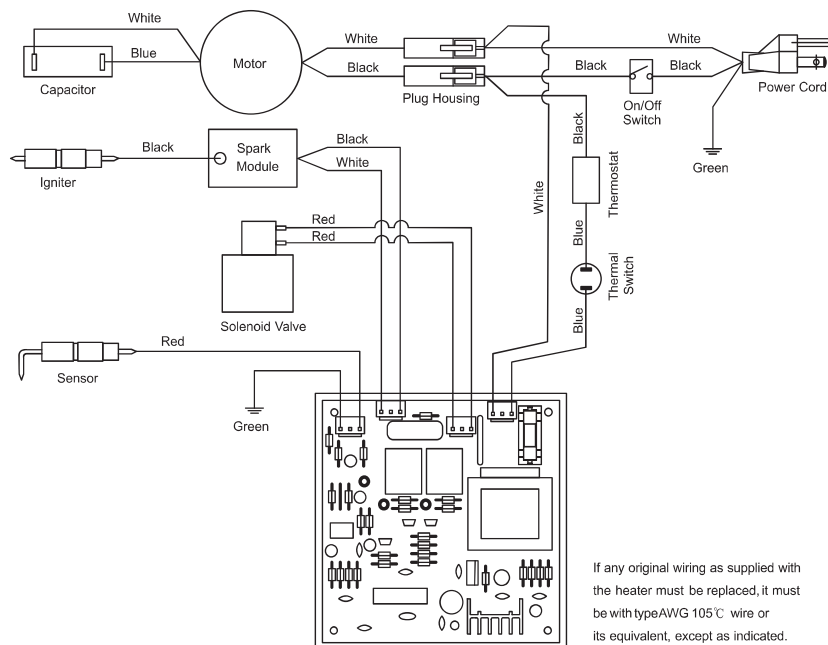 White
White
White
Blue
Motor
Capacitor
Black
Plug Housing
Black
Black
On/Off
Switch
Power Cord
Green
Black
Igniter
Spark
Module
Black
White
Black
White
Thermostat
Blue
Thermal
Switch
Blue
Red
Red
Solenoid Valve
Red
Sensor
Green
If any original wiring as supplied with
the heater must be replaced, it must
be with typeAWG 105℃ wire or
its equivalent, except as indicated.